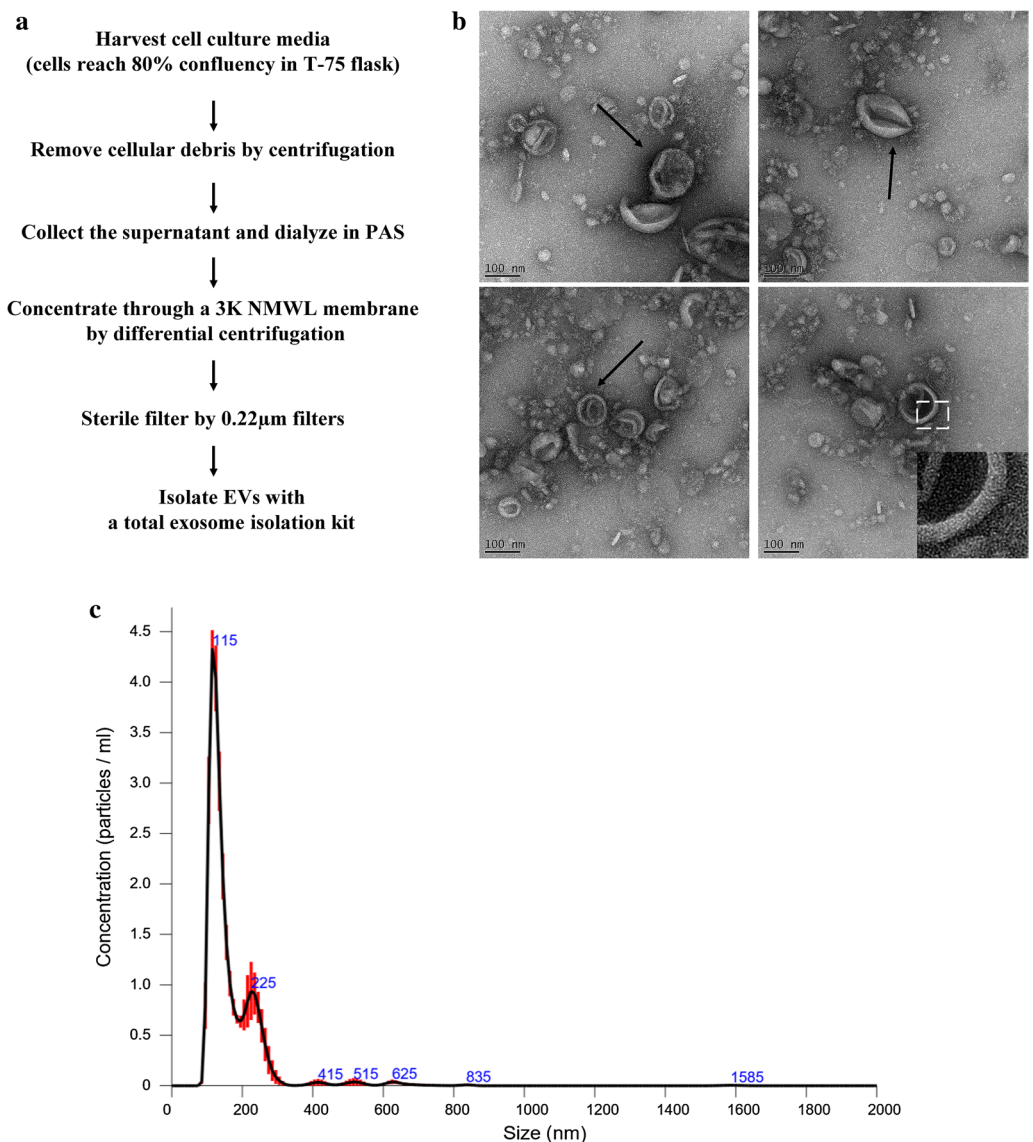 a
Harvest cell culture media
(cells reach 80% confluency in T-75 flask)
Remove cellular debris by centrifugation
Collect the supernatant and dialyze in PAS
Concentrate through a 3K NMWL membrane
by differential centrifugation
Sterile filter by 0.22µm filters
Isolate EVs with
a total exosome isolation kit
b
100 nm
100 nm
100 nm
100 nm
c
Concentration (particles / ml)
4.5
4.0
3.5
3.0
2.5
2.0
1.5
1.0
0.5
0
115
225
415
515
625
835
1585
0
200
400
600
800
1000
1200
1400
1600
1800
2000
Size (nm)